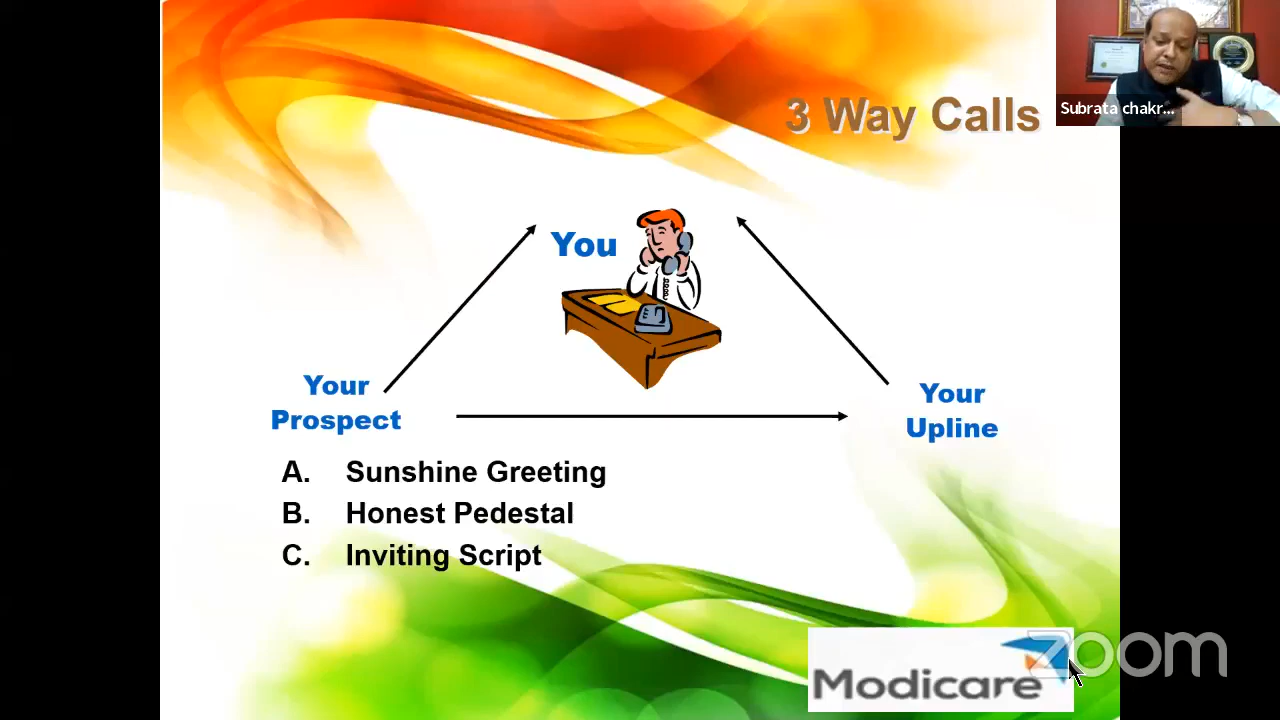 3 Way Calls
Subrata chakr...
You
Your
Prospect
Your
Upline
A. Sunshine Greeting
B. Honest Pedestal
C. Inviting Script
Modicare
zoom